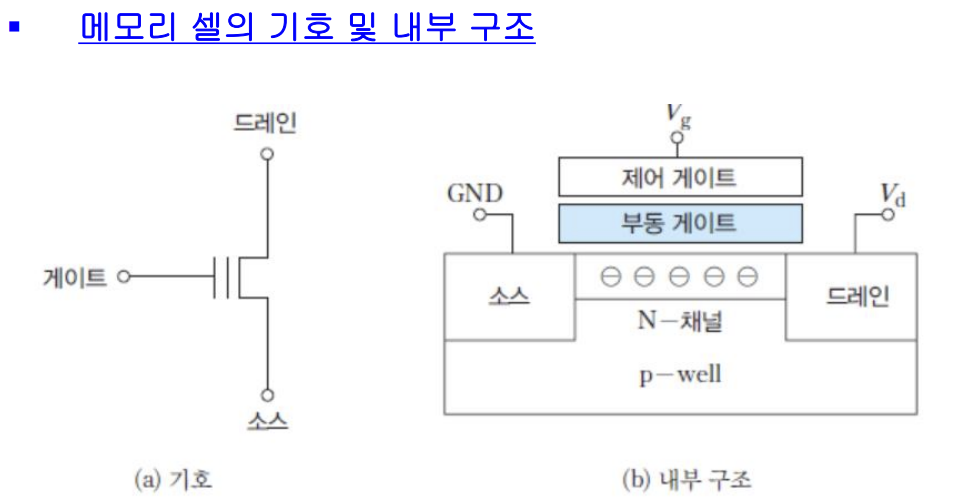 ▪ 메모리 셀의 기호 및 내부 구조
드레인
게이트
소스
(a) 기호
Vg
제어 게이트
GND
Vd
부동 게이트
⊖ ⊖ ⊖ ⊖ ⊖
소스
드레인
N－채널
p－well
(b) 내부 구조